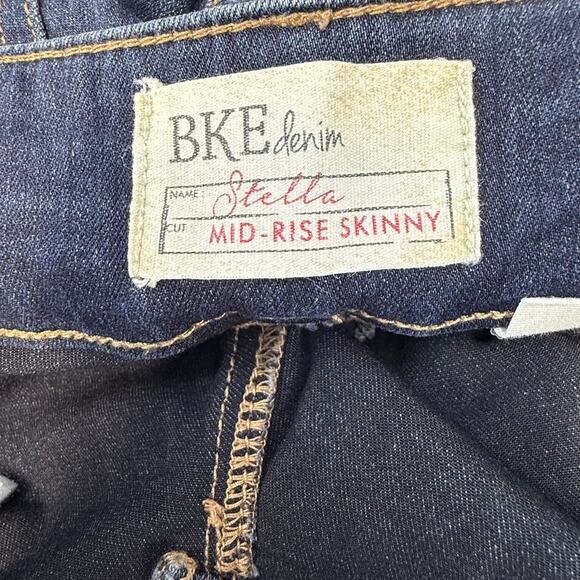 BKE denim
NAME: Stella
CUT MID-RISE SKINNY